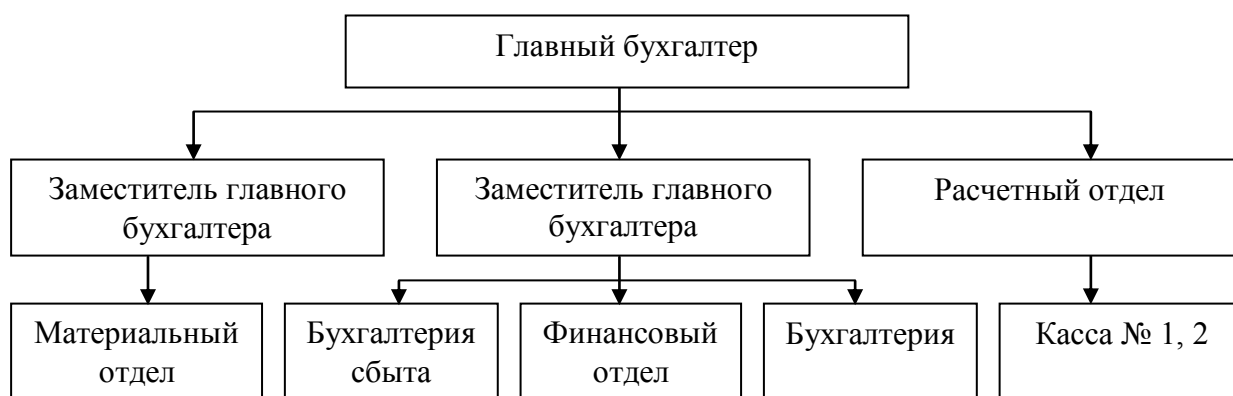 Главный бухгалтер
Заместитель главного
бухгалтера
Заместитель главного
бухгалтера
Расчетный отдел
Материальный
отдел
Бухгалтерия
сбыта
Финансовый
отдел
Бухгалтерия
Касса № 1, 2